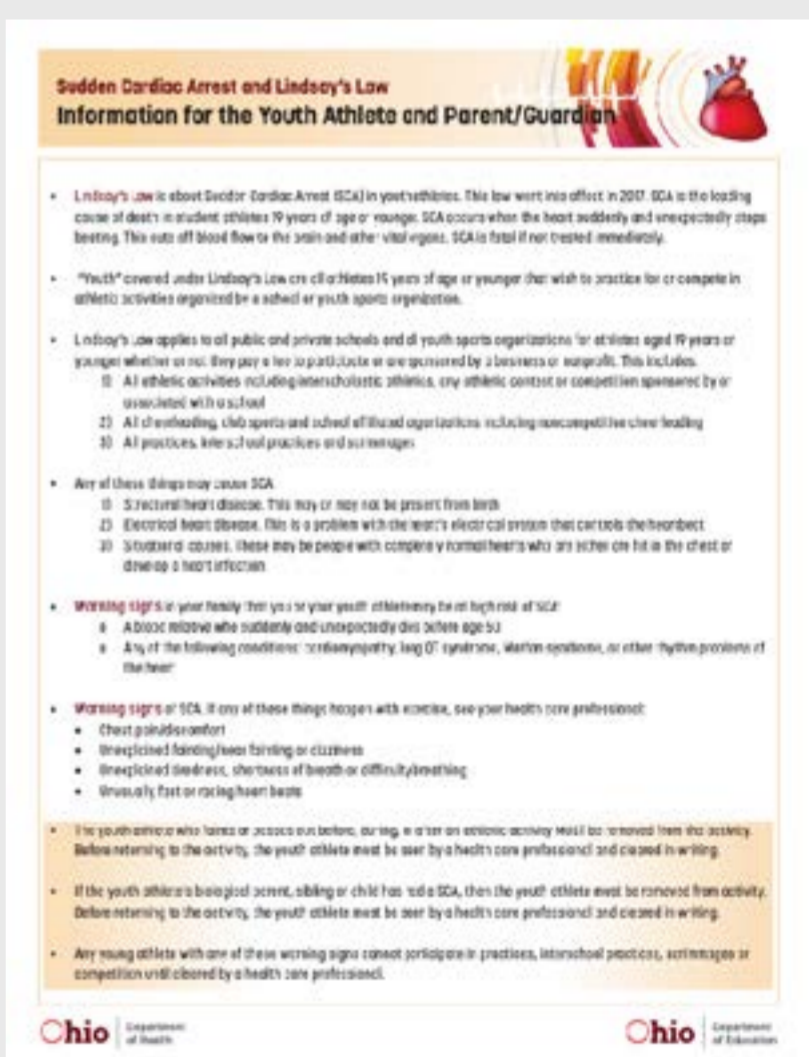 Sudden Cardiac Arrest and Lindsay's Law
Information for the Youth Athlete and Parent/Guardian
• Lindsay's Law is about Sudden Cardiac Arrest (SCA) in youth athletes. This law went into effect in 2017. SCA is the leading
cause of death in student athletes 19 years of age or younger. SCA occurs when the heart suddenly and unexpectedly stops
beating. This cuts off blood flow to the brain and other vital organs. SCA is fatal if not treated immediately.
• "Youth" covered under Lindsay's Law are all athletes 19 years of age or younger that wish to practice for or compete in
athletic activities organized by a school or youth sports organization.
• Lindsay's Law applies to all public and private schools and all youth sports organizations for athletes aged 19 years or
younger whether or not they pay a fee to participate or are sponsored by a business or nonprofit. This includes:
1) All athletic activities including interscholastic athletics, any athletic contest or competition sponsored by or
associated with a school
2) All cheerleading, club sports and school affiliated organizations including noncompetitive cheerleading
3) All practices, interschool practices and scrimmages
• Any of these things may cause SCA:
1) Structural heart disease. This may or may not be present from birth
2) Electrical heart disease. This is a problem with the heart's electrical system that controls the heartbeat
3) Situational causes. These may be people with completely normal hearts who are either are hit in the chest or
develop a heart infection
• Warning signs in your family that you or your youth athlete may be at high risk of SCA:
o A blood relative who suddenly and unexpectedly dies before age 50
o Any of the following conditions: cardiomyopathy, long QT syndrome, Marfan syndrome, or other rhythm problems of
the heart
• Warning signs of SCA. If any of these things happen with exercise, see your health care professional:
• Chest pain/discomfort
• Unexplained fainting/near fainting or dizziness
• Unexplained tiredness, shortness of breath or difficulty breathing
• Unusually fast or racing heart beats
• The youth athlete who faints or passes out before, during, or after an athletic activity MUST be removed from the activity.
Before returning to the activity, the youth athlete must be seen by a health care professional and cleared in writing.
• If the youth athlete's biological parent, sibling or child has had a SCA, then the youth athlete must be removed from activity.
Before returning to the activity, the youth athlete must be seen by a health care professional and cleared in writing.
• Any young athlete with any of these warning signs cannot participate in practices, interschool practices, scrimmages or
competition until cleared by a health care professional.
Ohio Department
of Health
Ohio Department
of Education